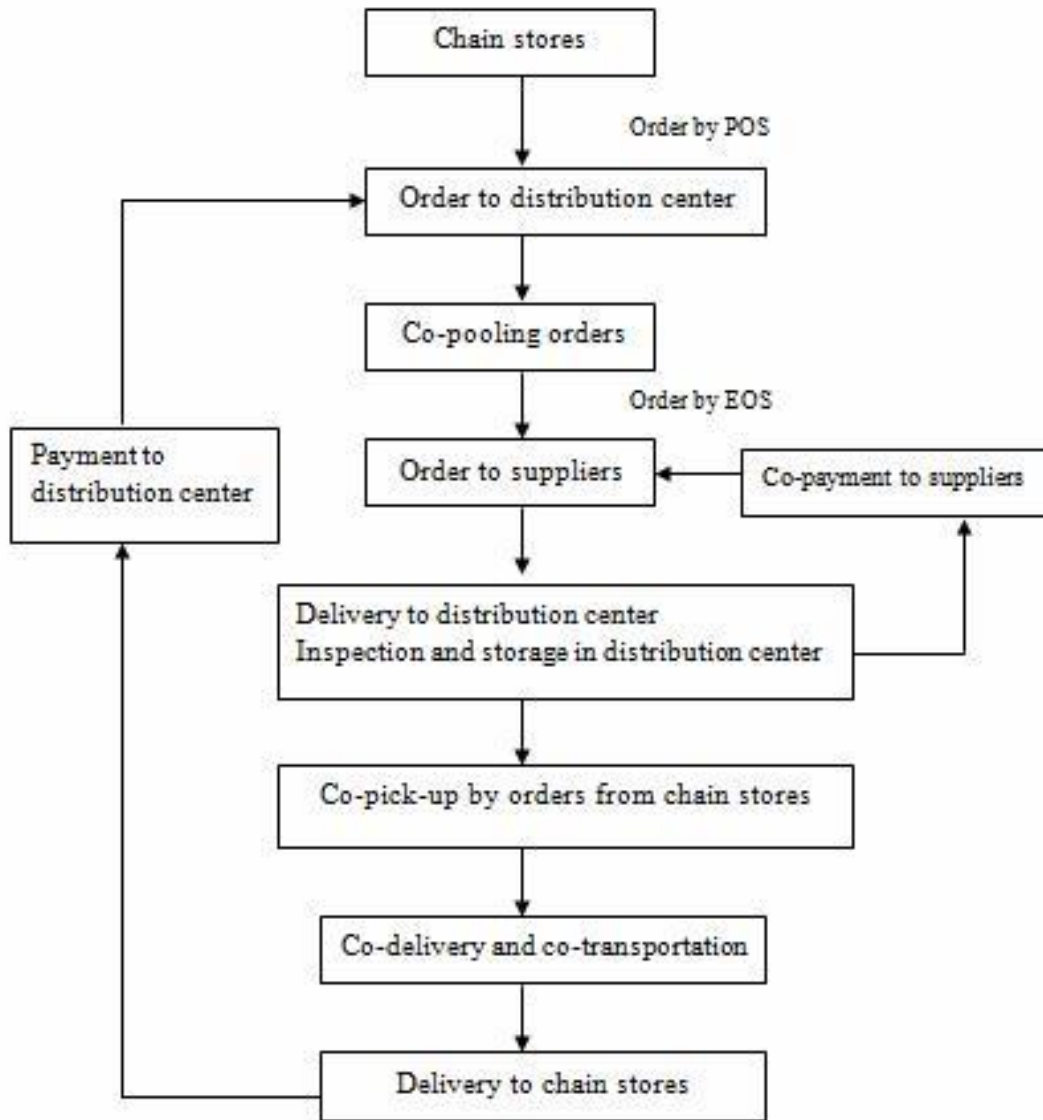 Chain stores
Order by POS
Order to distribution center
Co-pooling orders
Order by EOS
Payment to
distribution center
Order to suppliers
Co-payment to suppliers
Delivery to distribution center
Inspection and storage in distribution center
Co-pick-up by orders from chain stores
Co-delivery and co-transportation
Delivery to chain stores